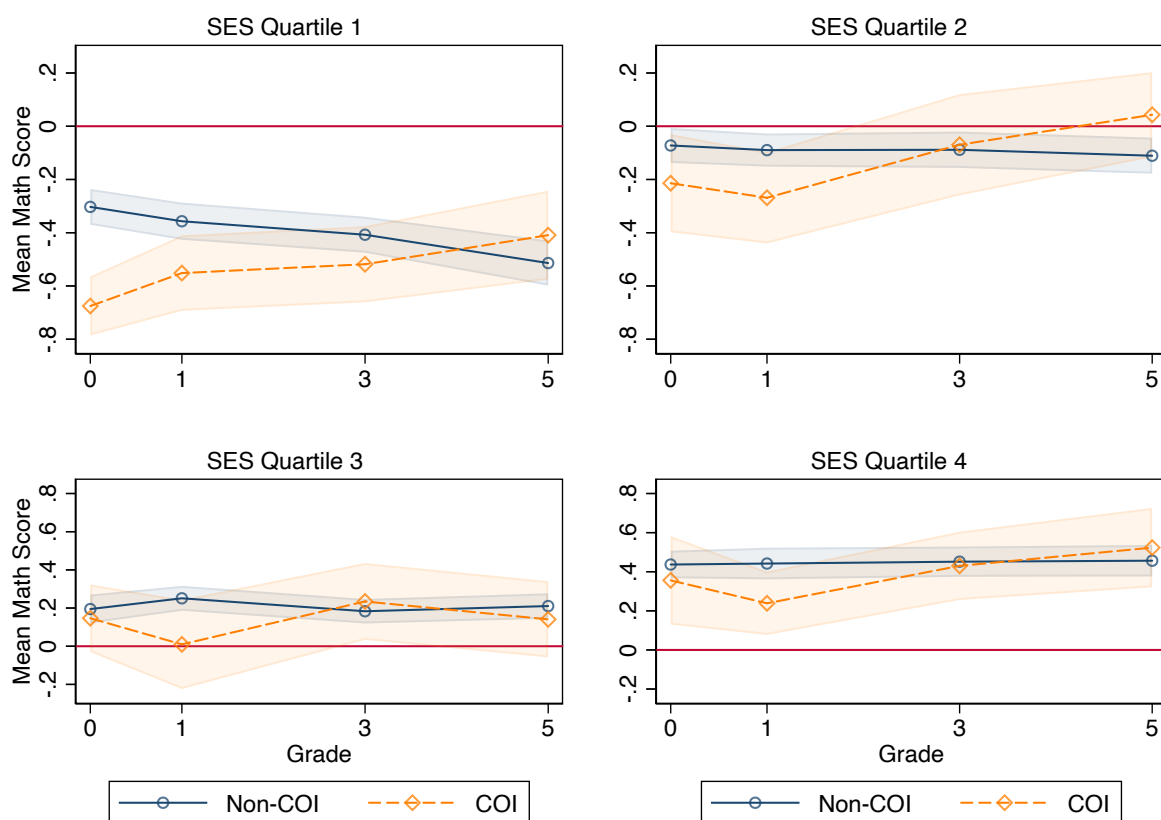 SES Quartile 1
Mean Math Score
.2
0
-.2
-.4
-.6
-.8
0 1 3 5
SES Quartile 2
.2
0
-.2
-.4
-.6
-.8
0 1 3 5
SES Quartile 3
Mean Math Score
.8
.6
.4
.2
0
-.2
0 1 3 5
Grade
SES Quartile 4
.8
.6
.4
.2
0
-.2
0 1 3 5
Grade
Non-COI COI
Non-COI COI